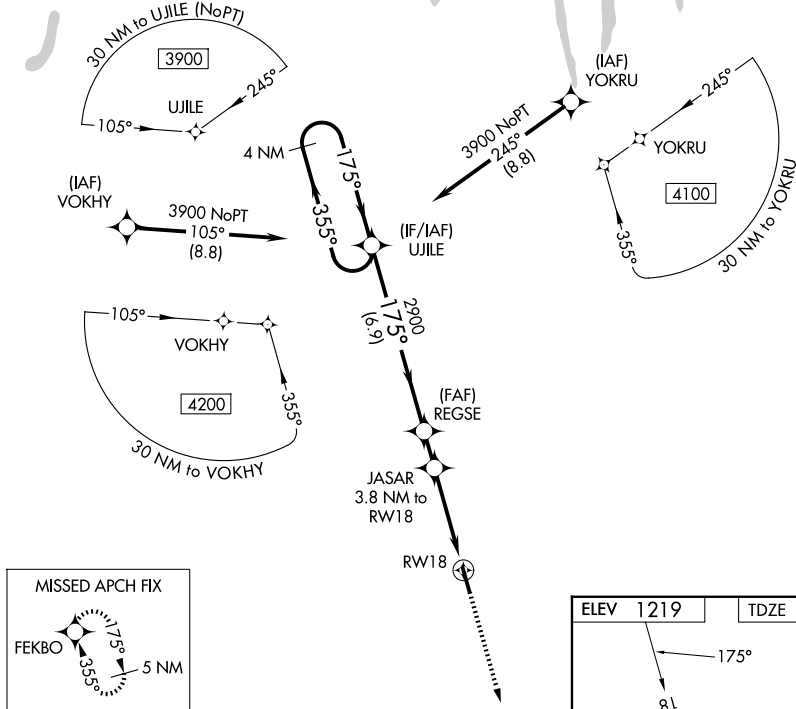 30 NM to UJILE (NoPT)
3900
UJILE
105°
245°
(IAF)
YOKRU
3900 NoPT
245°
(8.8)
245°
YOKRU
4100
355°
30 NM to YOKRU
4 NM
175°
355°
(IAF)
VOKHY
3900 NoPT
105°
(8.8)
(IF/IAF)
UJILE
2900
175°
(6.9)
105°
VOKHY
4200
355°
30 NM to VOKHY
(FAF)
REGSE
JASAR
3.8 NM to
RW18
RW18
MISSED APCH FIX
FEKBO
175°
355°
5 NM
ELEV 1219
TDZE
175°
18